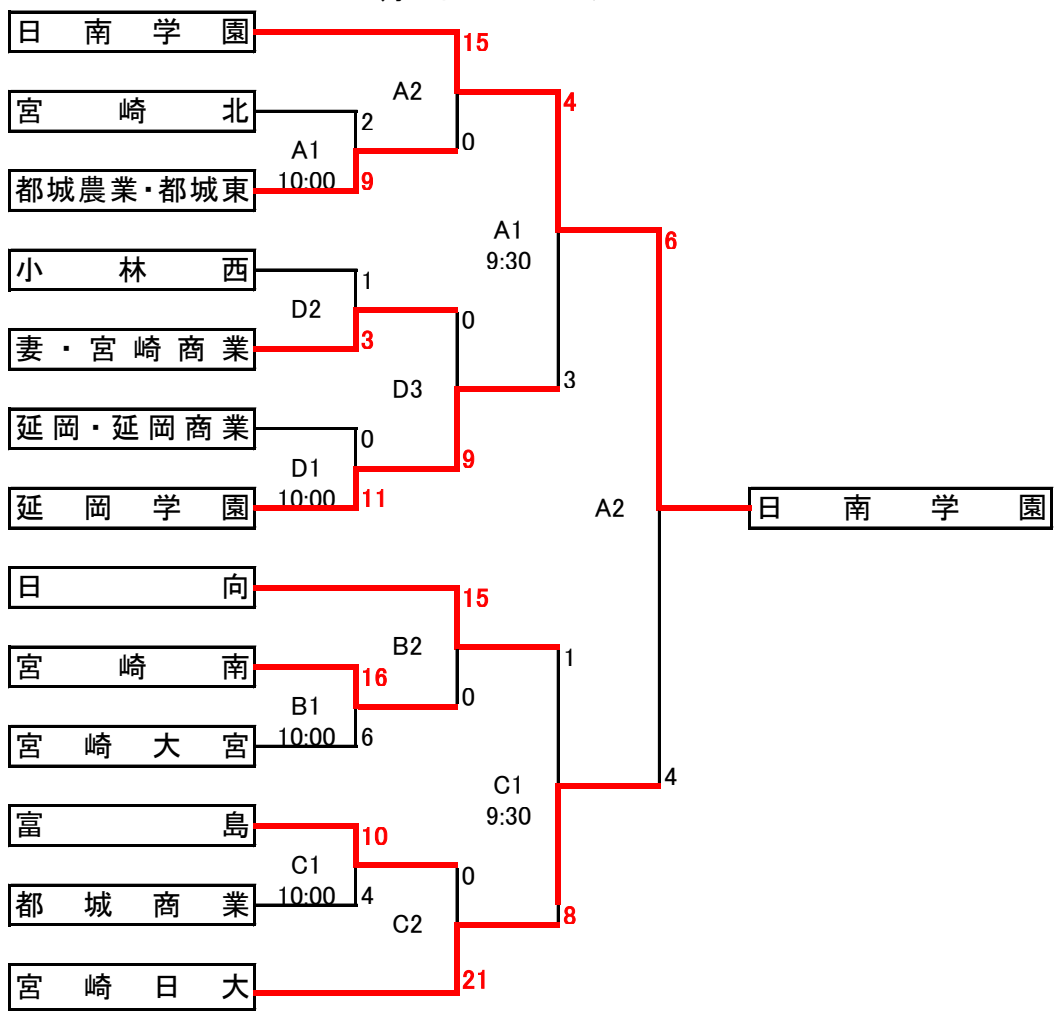 日南学園
15
A2
4
宮崎北
2
0
A1
10:00
9
都城農業・都城東
A1
9:30
6
小林西
1
D2
0
3
妻・宮崎商業
D3
3
延岡・延岡商業
0
9
D1
10:00
11
延岡学園
A2
日南学園
日向
15
B2
1
宮崎南
16
0
B1
10:00
6
宮崎大宮
C1
9:30
4
富島
10
C1
10:00
4
0
都城商業
C2
8
21
宮崎日大